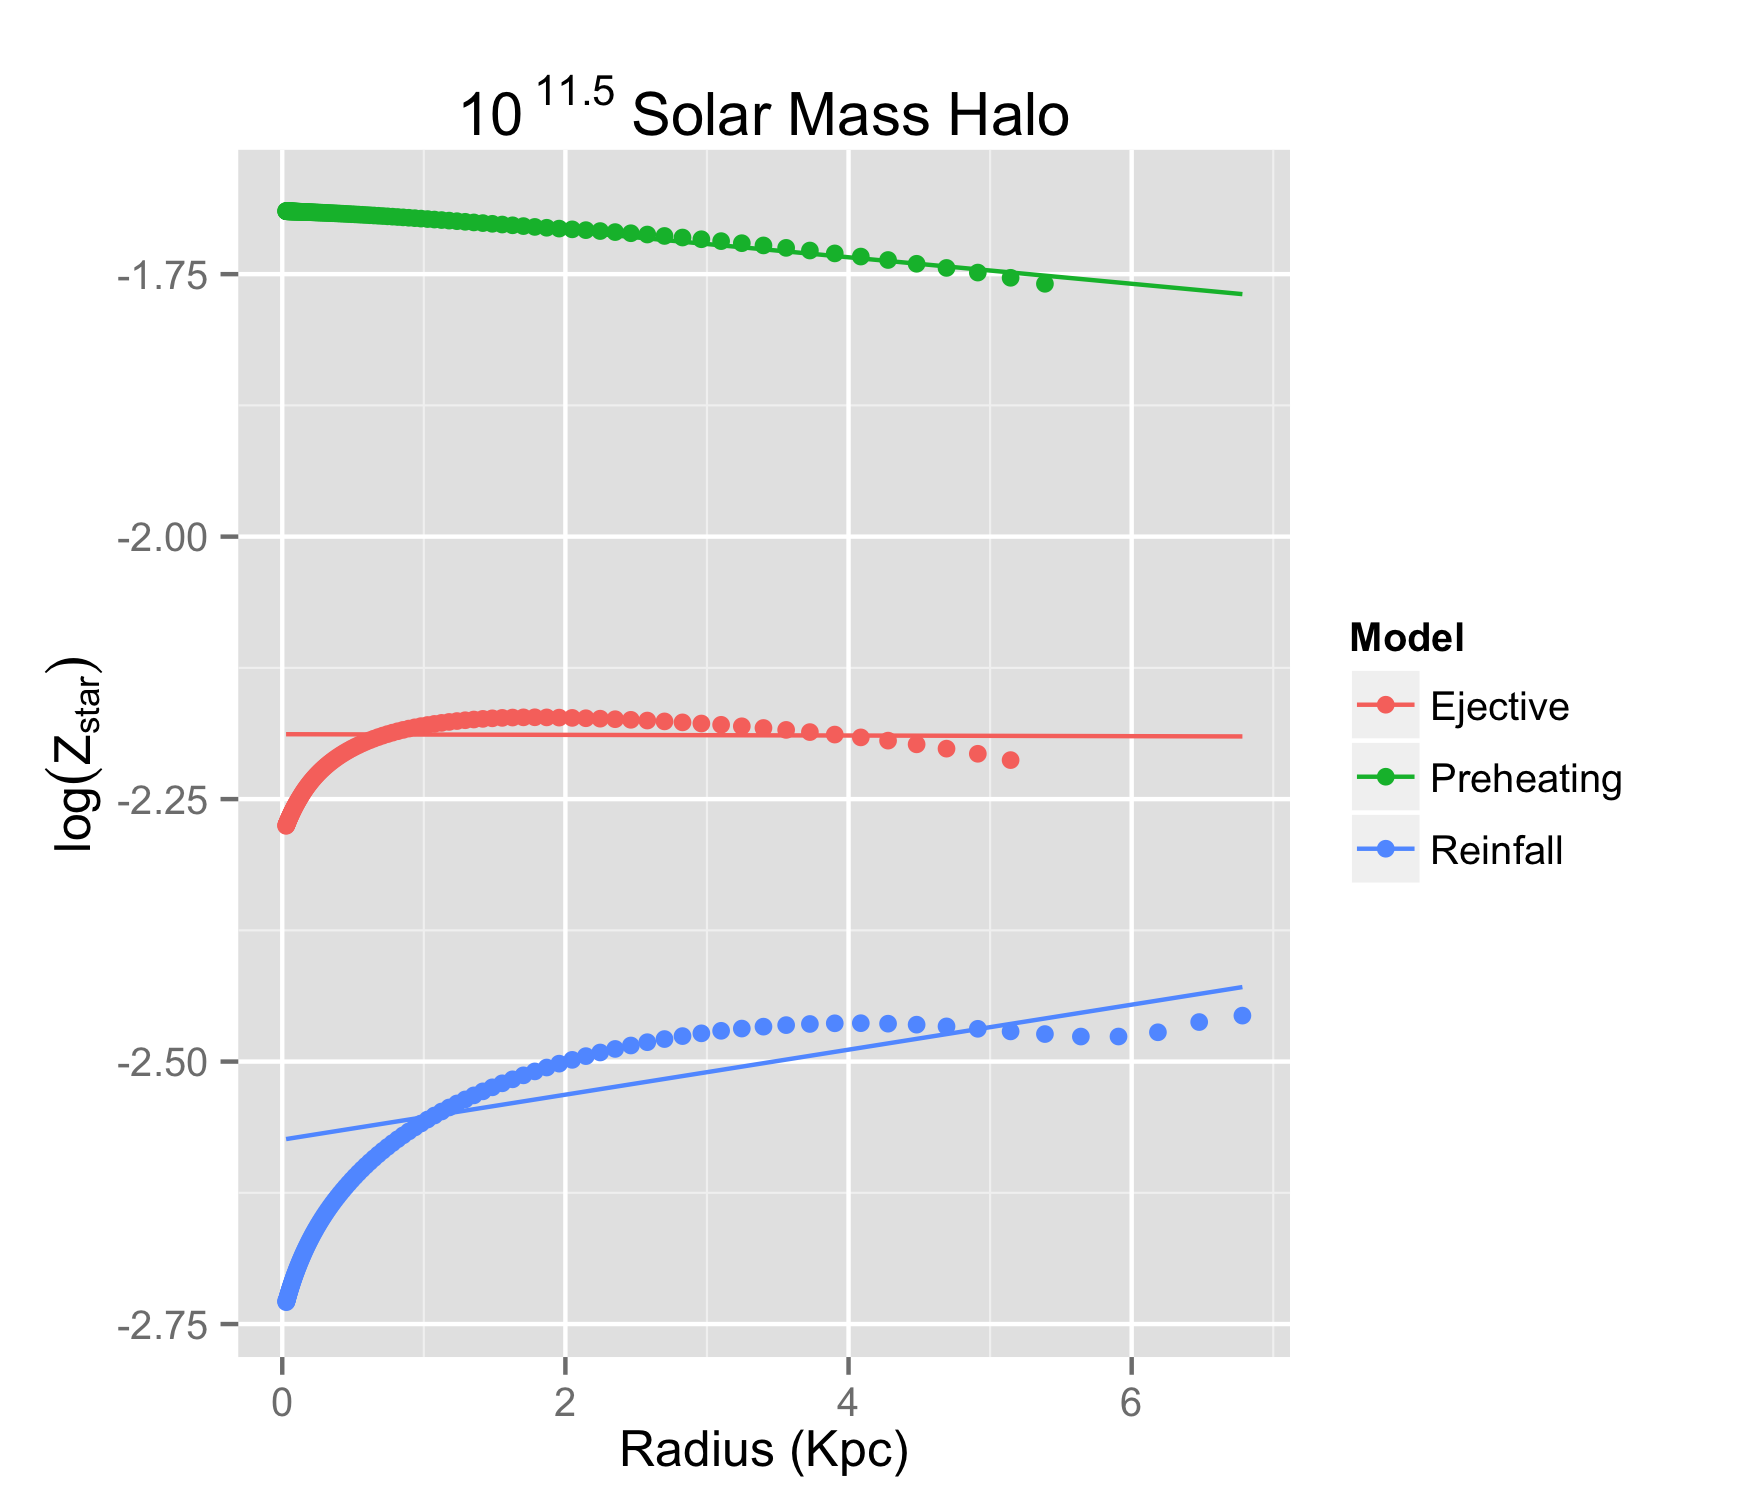 10 11.5 Solar Mass Halo
-1.75
-2.00
-2.25
-2.50
-2.75
log(Zstar)
0 2 4 6
Radius (Kpc)
Model
Ejective
Preheating
Reinfall